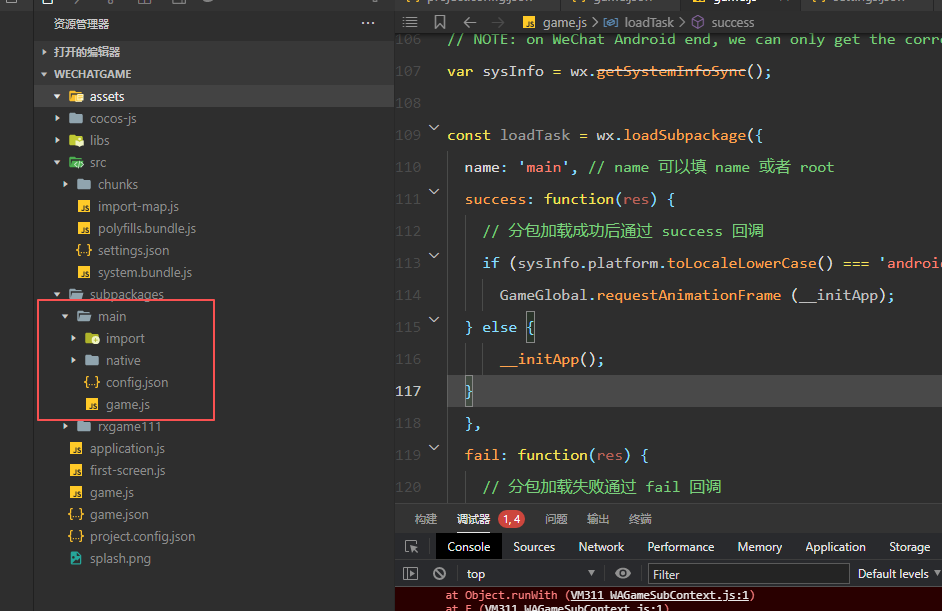 资源管理器
打开的编辑器
WECHATGAME
assets
cocos-js
libs
src
chunks
import-map.js
polyfills.bundle.js
settings.json
system.bundle.js
subpackages
main
import
native
config.json
game.js
rxgame111
application.js
first-screen.js
game.js
game.json
project.config.json
splash.png
game.js > loadTask > success
106 // NOTE: on WeChat Android end, we can only get the corre
107 var sysInfo = wx.getSystemInfoSync();
108
109 const loadTask = wx.loadSubpackage({
110 name: 'main', // name 可以填 name 或者 root
111 success: function(res) {
112 // 分包加载成功后通过 success 回调
113 if (sysInfo.platform.toLocaleLowerCase() === 'androi
114 GameGlobal.requestAnimationFrame (__initApp);
115 } else {
116 __initApp();
117 }
118 },
119 fail: function(res) {
120 // 分包加载失败通过 fail 回调
构建 调试器 1, 4 问题 输出 终端
Console Sources Network Performance Memory Application Storage
top Filter Default levels
at Object.runWith (VM311 WAGameSubContext.js:1)
at F (VM311 WAGameSubContext.js:1)